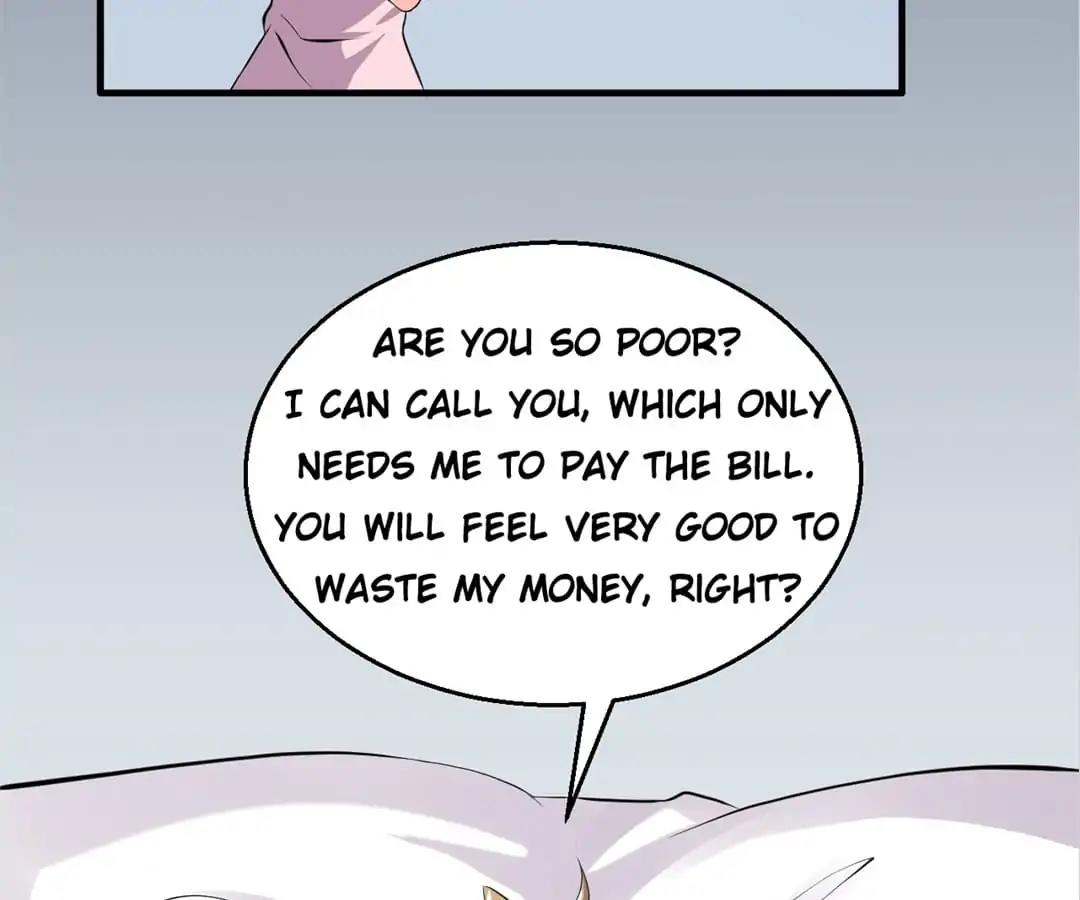 ARE YOU SO POOR?
I CAN CALL YOU, WHICH ONLY
NEEDS ME TO PAY THE BILL.
YOU WILL FEEL VERY GOOD TO
WASTE MY MONEY, RIGHT?